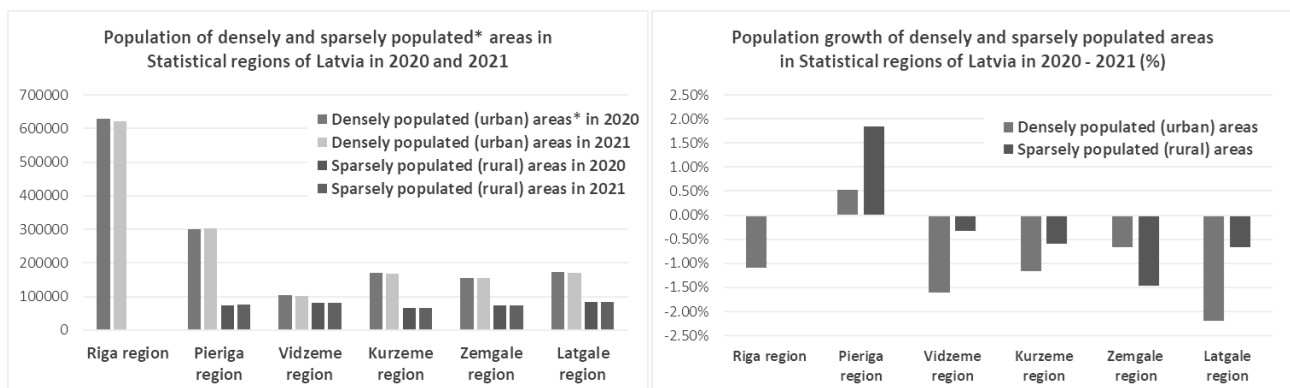 Population of densely and sparsely populated* areas in
Statistical regions of Latvia in 2020 and 2021
700000
600000
500000
400000
300000
200000
100000
0
Densely populated (urban) areas* in 2020
Densely populated (urban) areas in 2021
Sparsely populated (rural) areas in 2020
Sparsely populated (rural) areas in 2021
Riga region
Pieriga
region
Vidzeme
region
Kurzeme
region
Zemgale
region
Latgale
region
Population growth of densely and sparsely populated areas
in Statistical regions of Latvia in 2020 - 2021 (%)
2.50%
2.00%
1.50%
1.00%
0.50%
0.00%
-0.50%
-1.00%
-1.50%
-2.00%
-2.50%
Densely populated (urban) areas
Sparsely populated (rural) areas
Riga region
Pieriga
region
Vidzeme
region
Kurzeme
region
Zemgale
region
Latgale
region